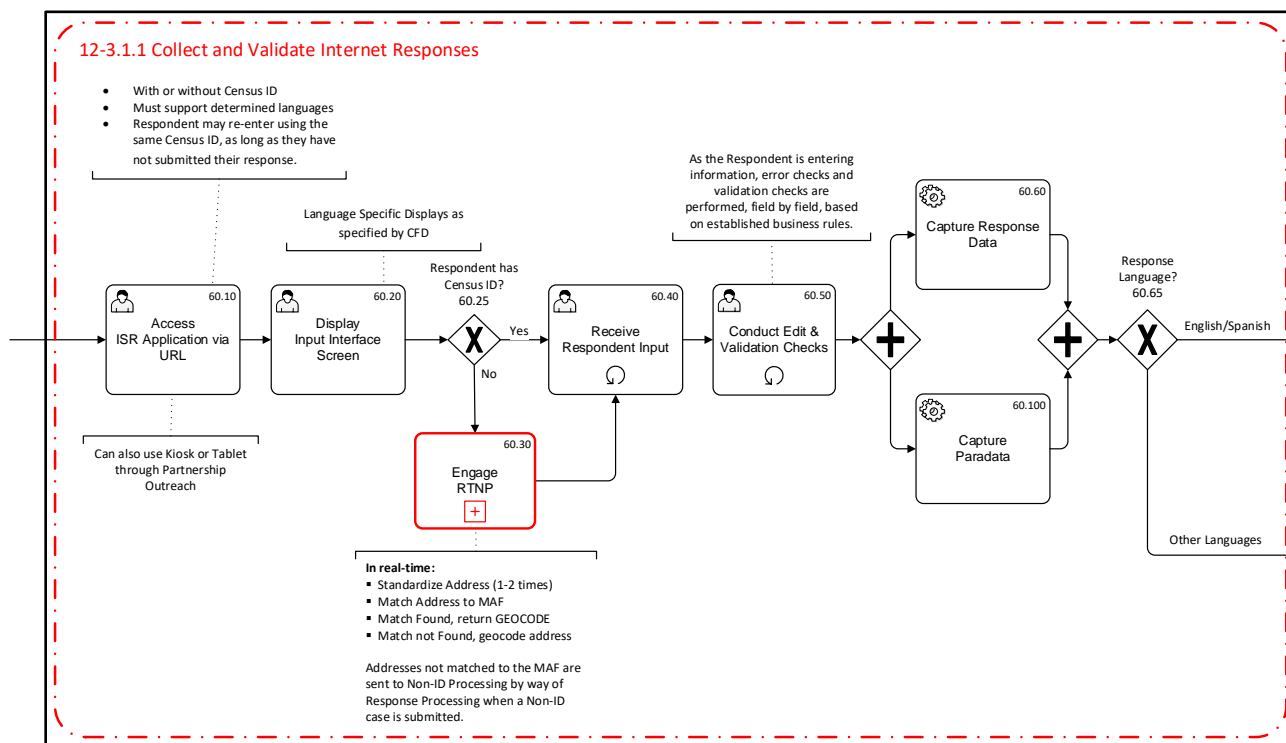 12-3.1.1 Collect and Validate Internet Responses
• With or without Census ID
• Must support determined languages
• Respondent may re-enter using the
same Census ID, as long as they have
not submitted their response.
As the Respondent is entering
information, error checks and
validation checks are
performed, field by field, based
on established business rules.
Language Specific Displays as
specified by CFD
60.10
Access
ISR Application via
URL
Can also use Kiosk or Tablet
through Partnership
Outreach
60.20
Display
Input Interface
Screen
Respondent has
Census ID?
60.25
X
Yes
No
60.30
Engage
RTNP
+
In real-time:
▪ Standardize Address (1-2 times)
▪ Match Address to MAF
▪ Match Found, return GEOCODE
▪ Match not Found, geocode address
Addresses not matched to the MAF are
sent to Non-ID Processing by way of
Response Processing when a Non-ID
case is submitted.
60.40
Receive
Respondent Input
60.50
Conduct Edit &
Validation Checks
60.60
Capture Response
Data
60.100
Capture
Paradata
Response
Language?
60.65
X
English/Spanish
Other Languages